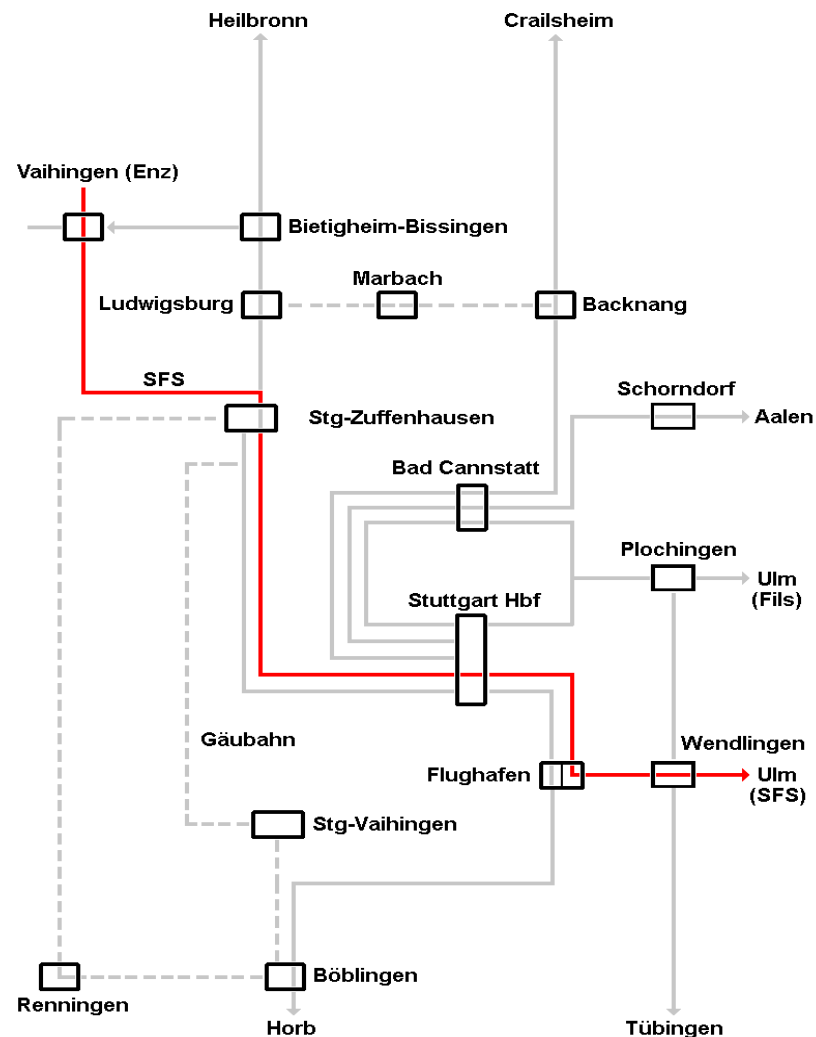 Heilbronn
Crailsheim
Vaihingen (Enz)
Bietigheim-Bissingen
Marbach
Ludwigsburg
Backnang
SFS
Schorndorf
Stg-Zuffenhausen
Aalen
Bad Cannstatt
Plochingen
Ulm
(Fils)
Stuttgart Hbf
Gäubahn
Wendlingen
Flughafen
Ulm
(SFS)
Stg-Vaihingen
Böblingen
Renningen
Horb
Tübingen